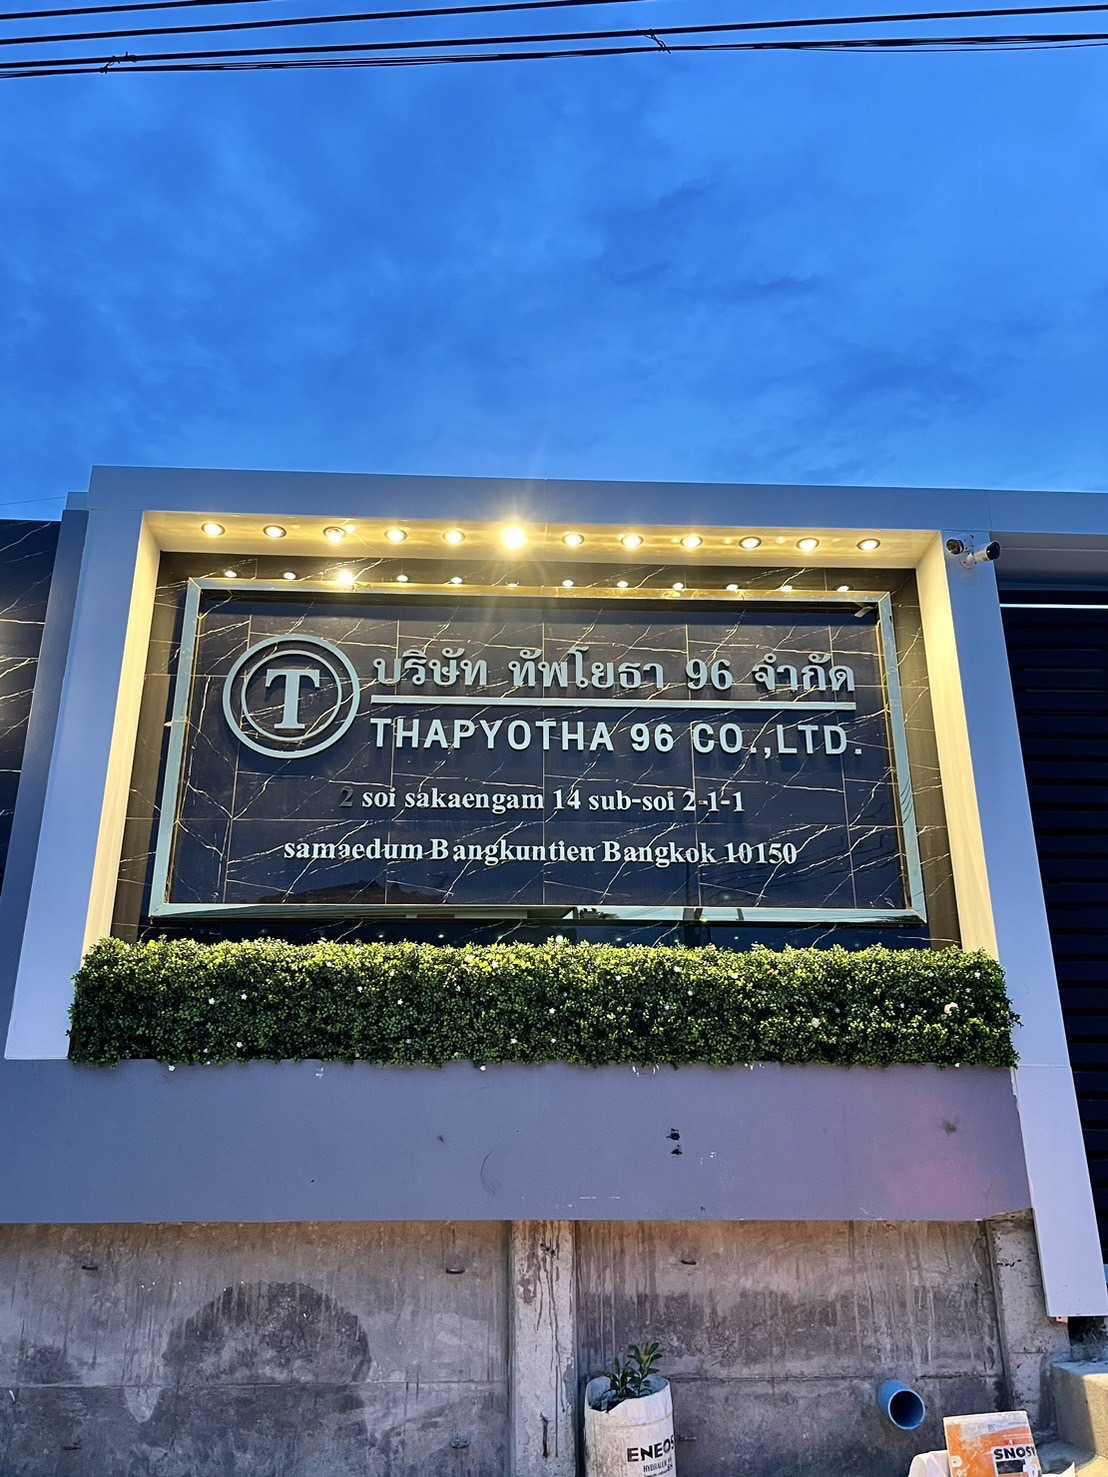 T
บริษัท ทัพโยธา 96 จำกัด
THAPYOTHA 96 CO.,LTD.
2 soi sakaengam 14 sub-soi 2-1-1
samaedum Bangkuntien Bangkok 10150
ENEOS